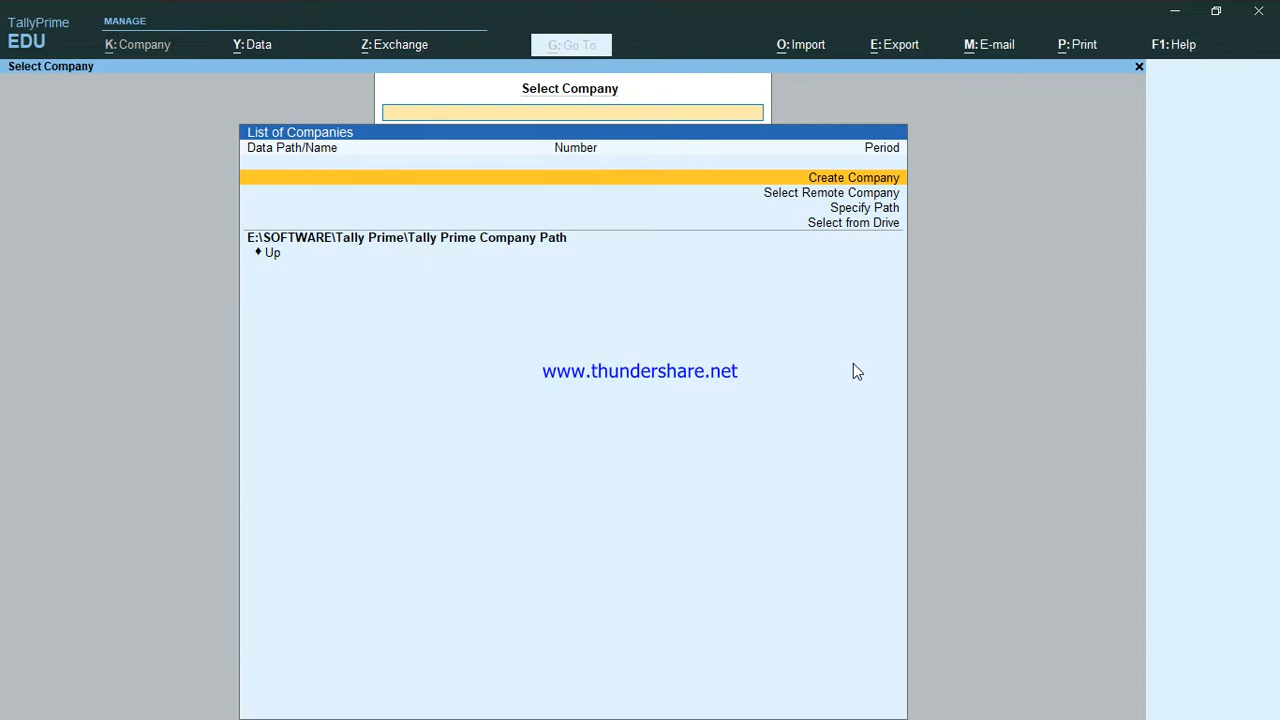 TallyPrime
EDU
MANAGE
K: Company
Y: Data
Z: Exchange
G: Go To
O: Import
E: Export
M: E-mail
P: Print
F1: Help
Select Company
Select Company
List of Companies
Data Path/Name Number Period
Create Company
Select Remote Company
Specify Path
Select from Drive
E:\SOFTWARE\Tally Prime\Tally Prime Company Path
♦ Up
www.thundershare.net